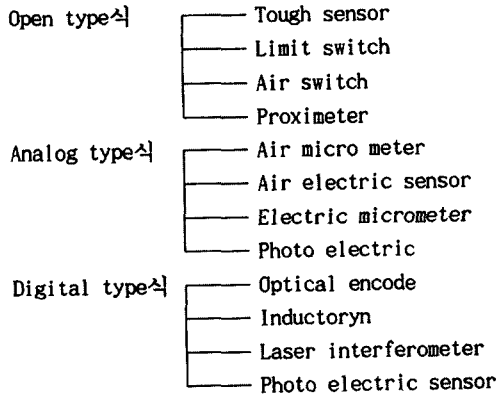 Open type식 Tough sensor
Limit switch
Air switch
Proximeter
Analog type식 Air micro meter
Air electric sensor
Electric micrometer
Photo electric
Digital type식 Optical encode
Inductoryn
Laser interferometer
Photo electric sensor